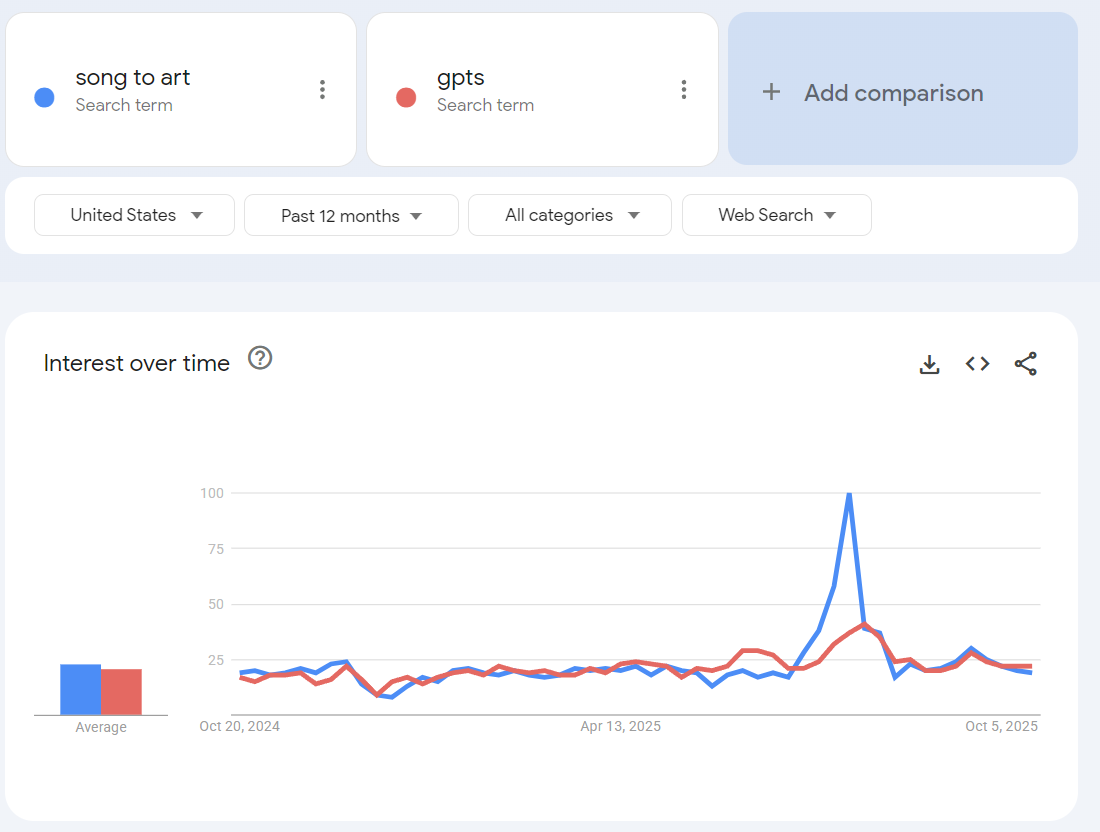 song to art
Search term
gpts
Search term
+ Add comparison
United States
Past 12 months
All categories
Web Search
Interest over time
?
100
75
50
25
Average
Oct 20, 2024
Apr 13, 2025
Oct 5, 2025